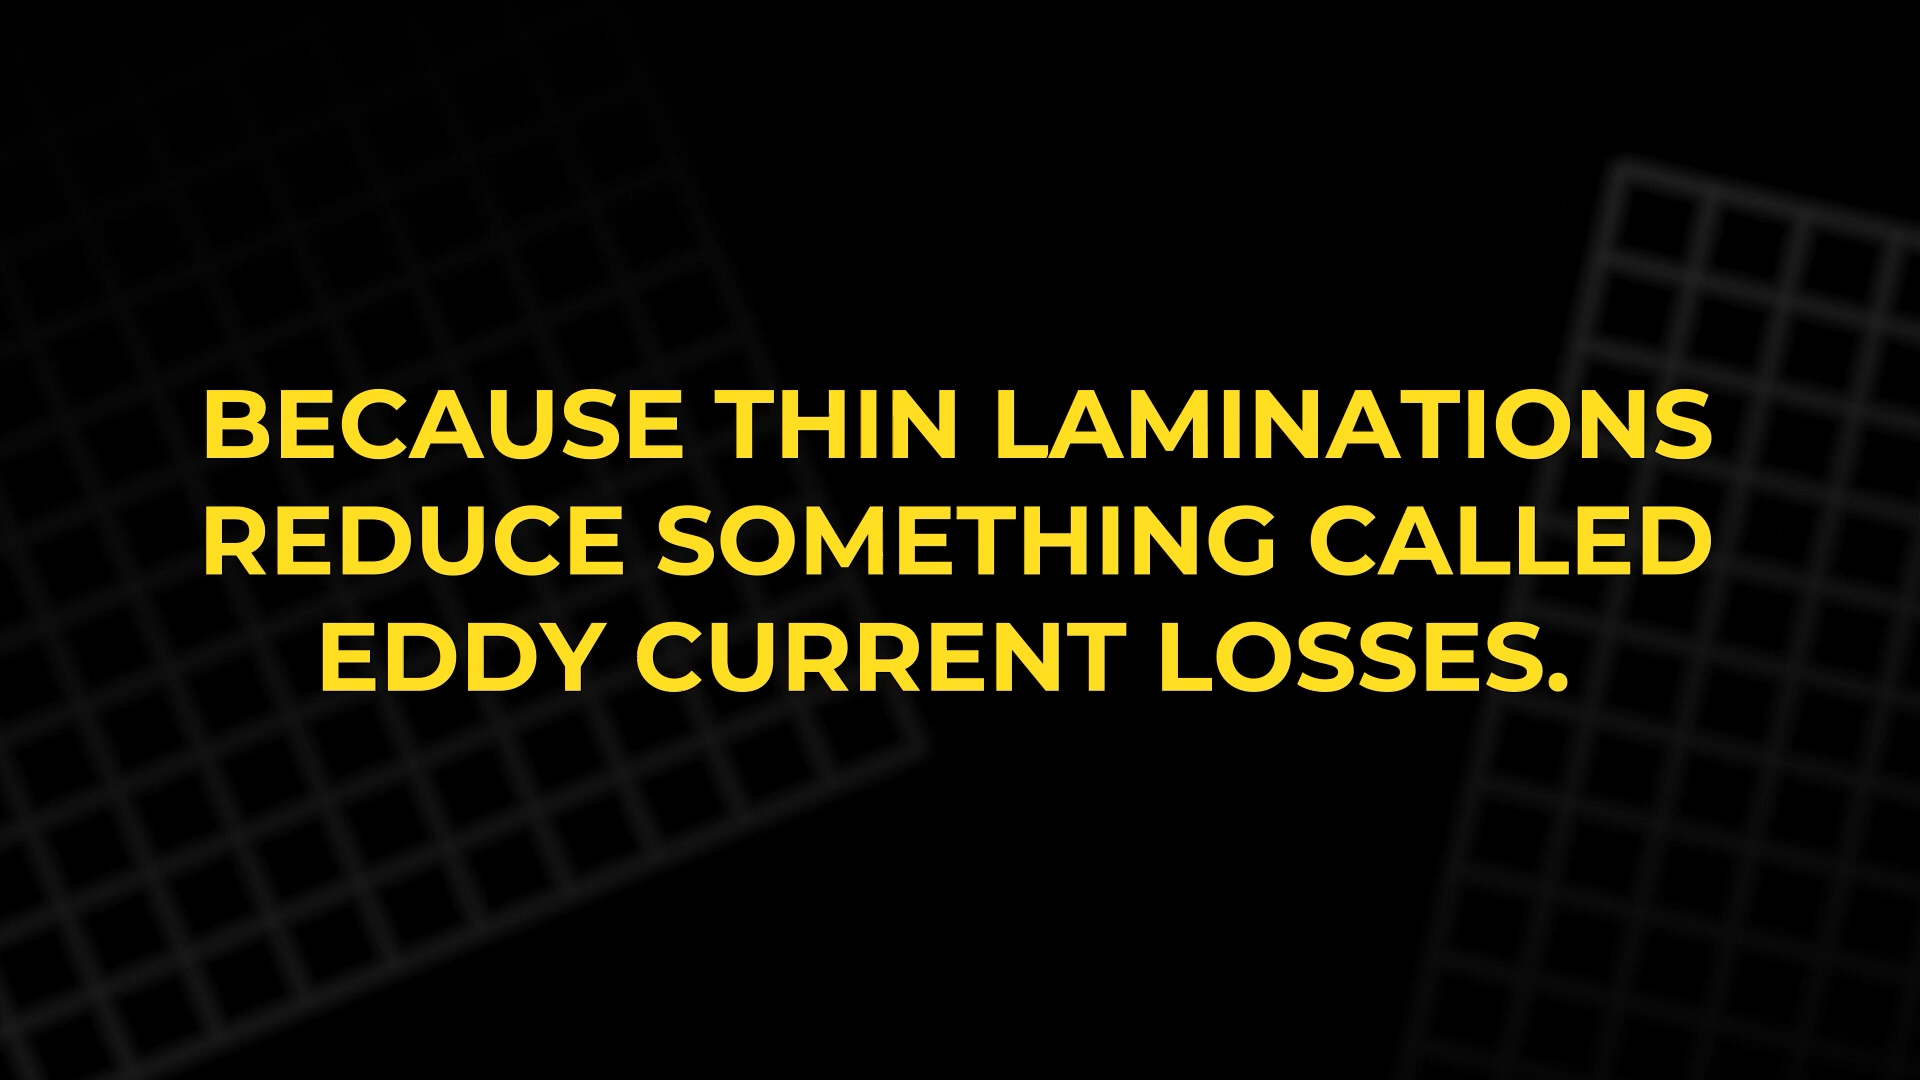 BECAUSE THIN LAMINATIONS
REDUCE SOMETHING CALLED
EDDY CURRENT LOSSES.